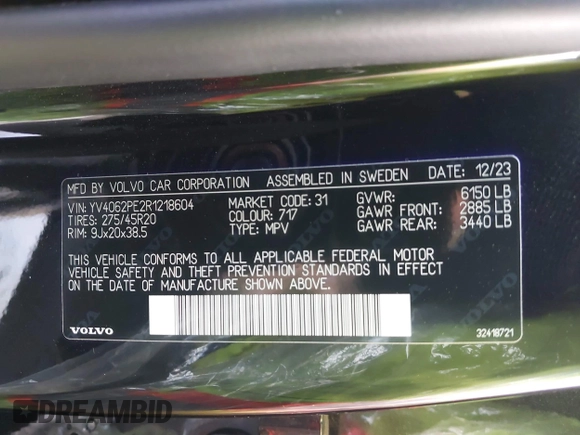 MFD BY VOLVO CAR CORPORATION ASSEMBLED IN SWEDEN DATE: 12/23
VIN: YV4062PE2R1218604 MARKET CODE: 31 GVWR: 6150 LB
TIRES: 275/45R20 COLOUR: 717 GAWR FRONT: 2885 LB
RIM: 9Jx20x38.5 TYPE: MPV GAWR REAR: 3440 LB
THIS VEHICLE CONFORMS TO ALL APPLICABLE FEDERAL MOTOR
VEHICLE SAFETY AND THEFT PREVENTION STANDARDS IN EFFECT
ON THE DATE OF MANUFACTURE SHOWN ABOVE.
VOLVO 32418721
DREAMBID